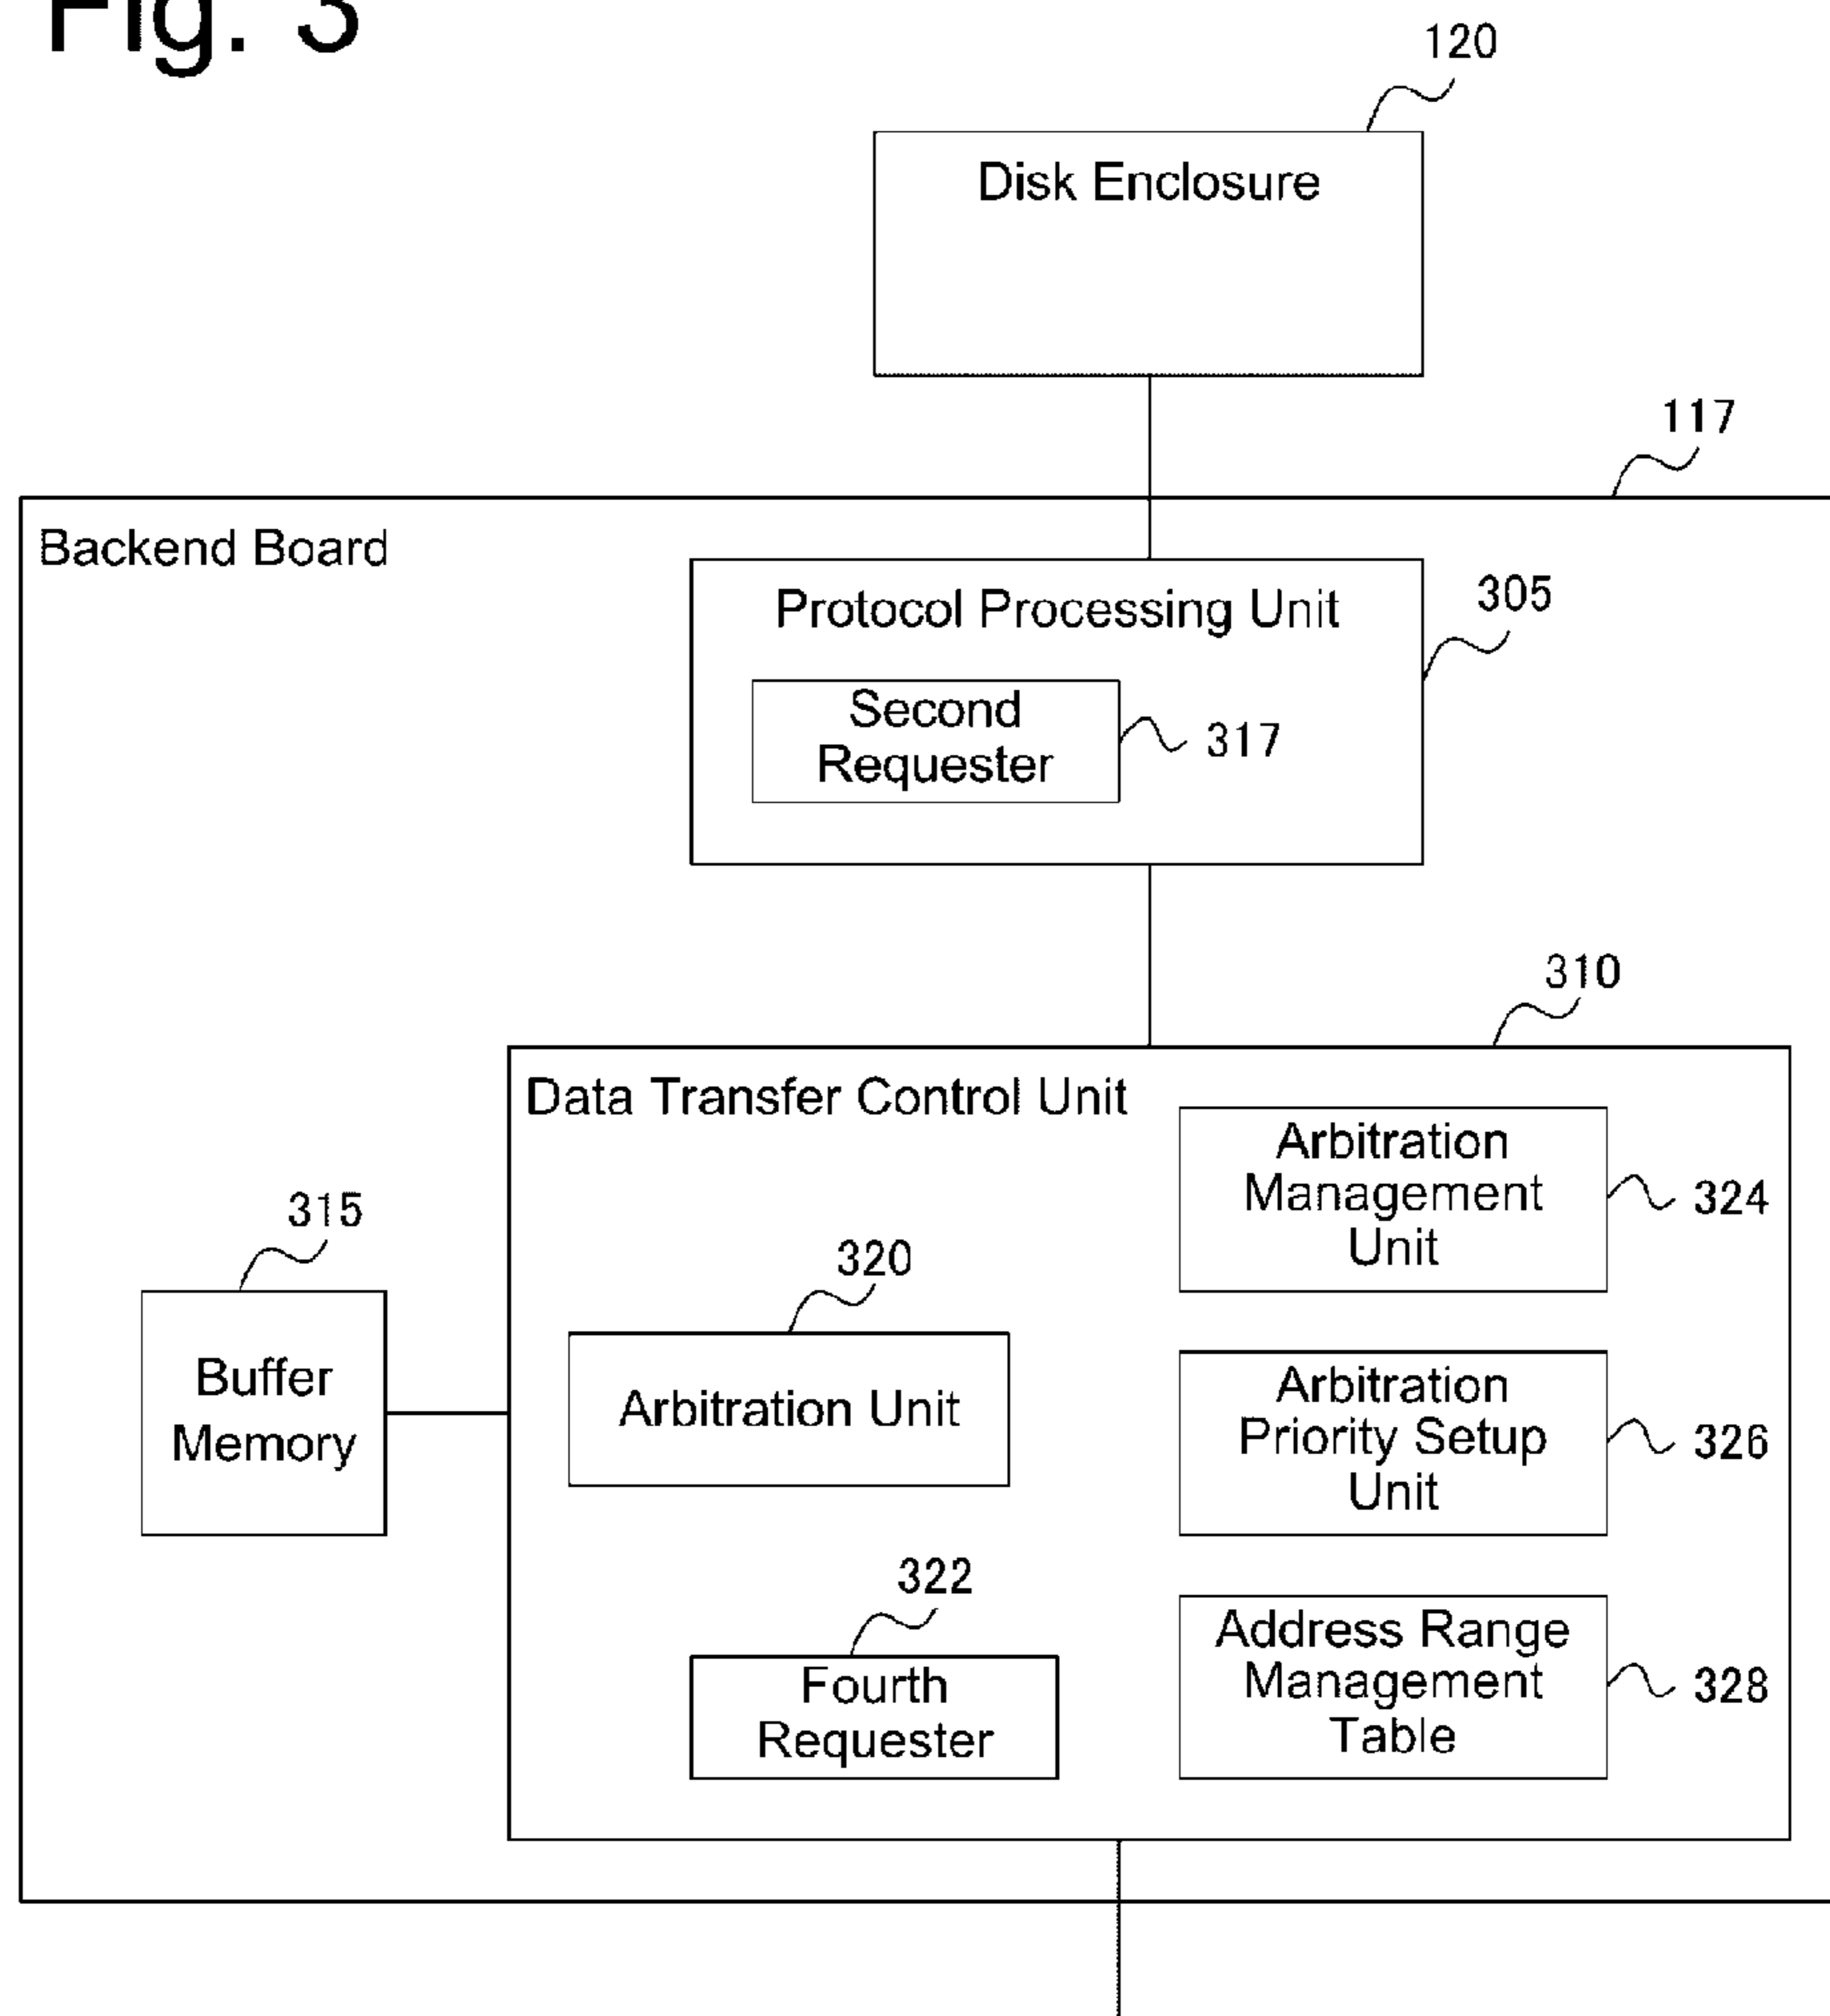 Fig. 3
120
Disk Enclosure
117
Backend Board
Protocol Processing Unit
305
Second
Requester
317
310
Data Transfer Control Unit
Arbitration
Management
Unit
324
315
320
Buffer
Memory
Arbitration Unit
Arbitration
Priority Setup
Unit
326
322
Fourth
Requester
Address Range
Management
Table
328